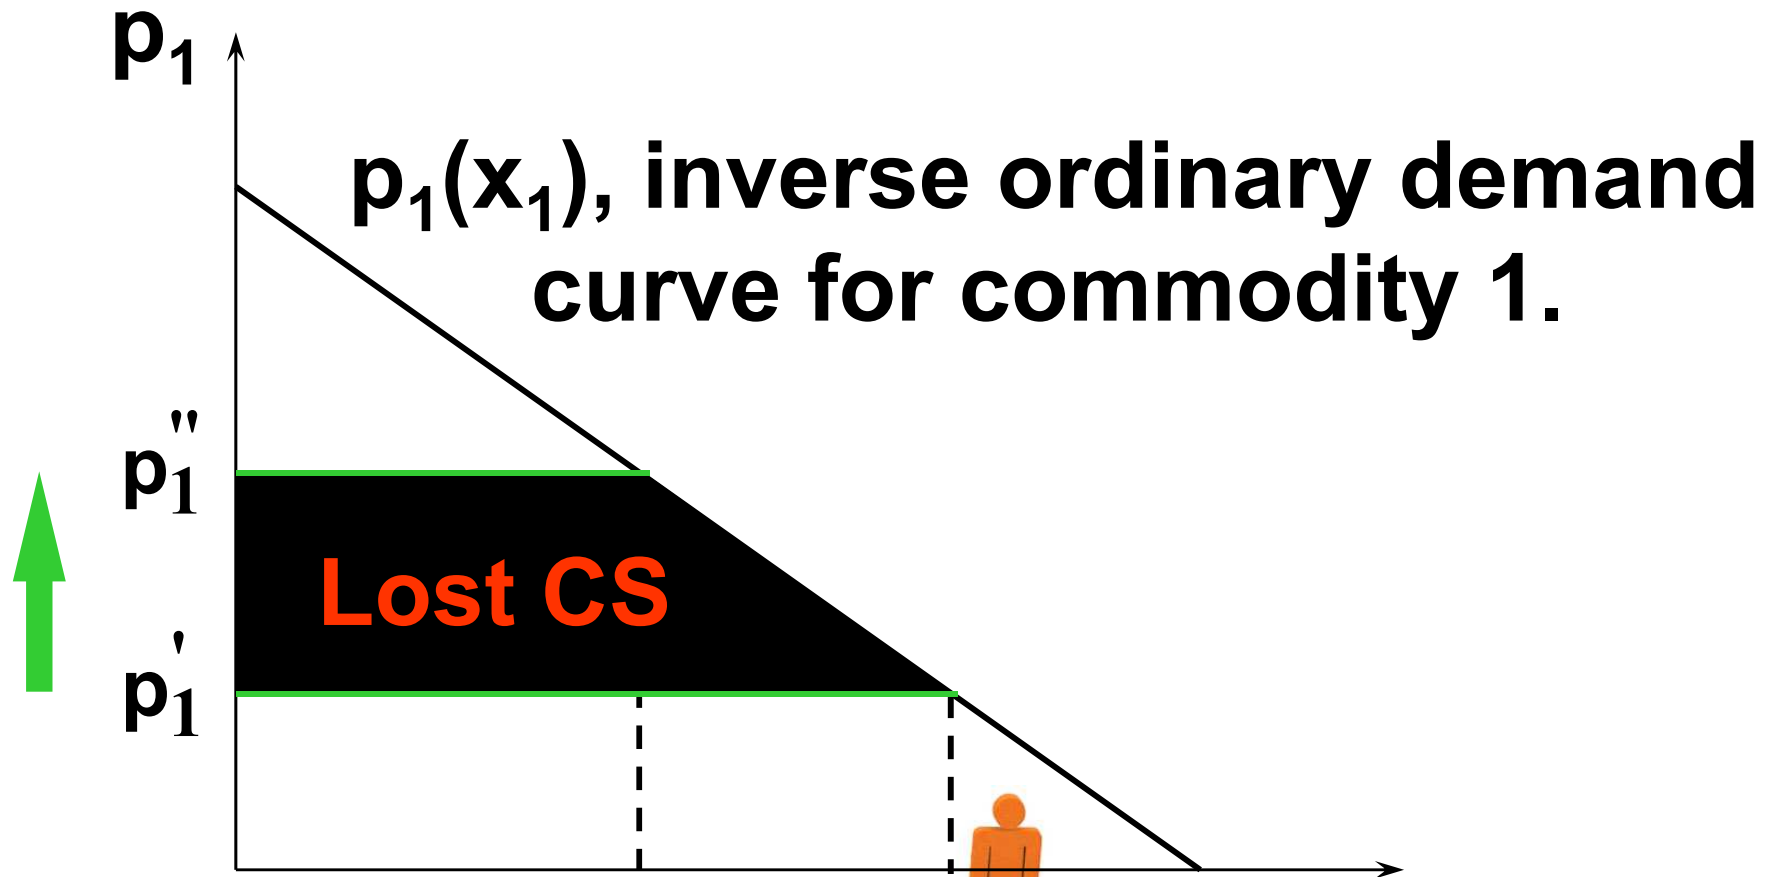 p₁
p₁(x₁), inverse ordinary demand
curve for commodity 1.
p₁"
Lost CS
p₁'